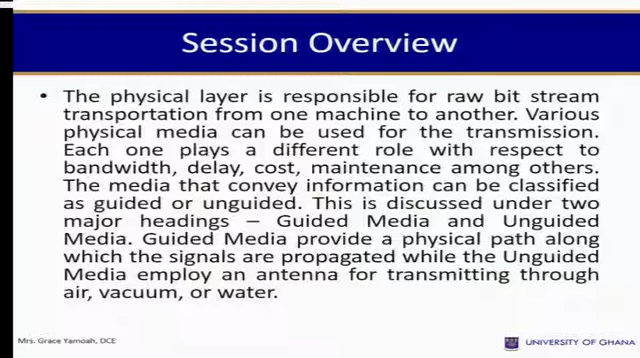 Session Overview
• The physical layer is responsible for raw bit stream
transportation from one machine to another. Various
physical media can be used for the transmission.
Each one plays a different role with respect to
bandwidth, delay, cost, maintenance among others.
The media that convey information can be classified
as guided or unguided. This is discussed under two
major headings – Guided Media and Unguided
Media. Guided Media provide a physical path along
which the signals are propagated while the Unguided
Media employ an antenna for transmitting through
air, vacuum, or water.
Mrs. Grace Yamoah, DCE
UNIVERSITY OF GHANA